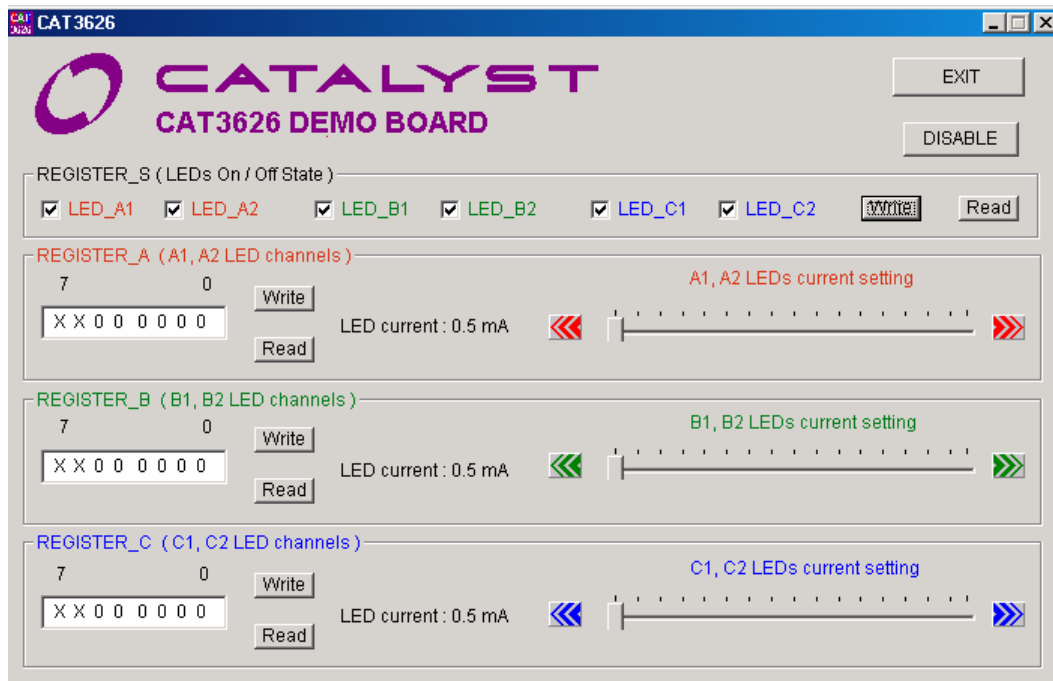 CAT 3626 CAT3626
CATALYST
CAT3626 DEMO BOARD
EXIT
DISABLE
REGISTER_S ( LEDs On / Off State )
LED_A1 LED_A2 LED_B1 LED_B2 LED_C1 LED_C2 Write Read
REGISTER_A ( A1, A2 LED channels )
7 0
X X 0 0 0 0 0 0
Write
Read
LED current : 0.5 mA
A1, A2 LEDs current setting
REGISTER_B ( B1, B2 LED channels )
7 0
X X 0 0 0 0 0 0
Write
Read
LED current : 0.5 mA
B1, B2 LEDs current setting
REGISTER_C ( C1, C2 LED channels )
7 0
X X 0 0 0 0 0 0
Write
Read
LED current : 0.5 mA
C1, C2 LEDs current setting